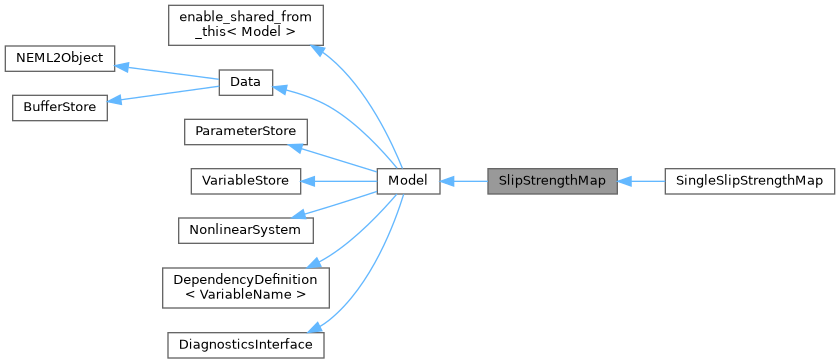 enable_shared_from
_this< Model >
NEML2Object
Data
BufferStore
ParameterStore
VariableStore
Model
SlipStrengthMap
SingleSlipStrengthMap
NonlinearSystem
DependencyDefinition
< VariableName >
DiagnosticsInterface